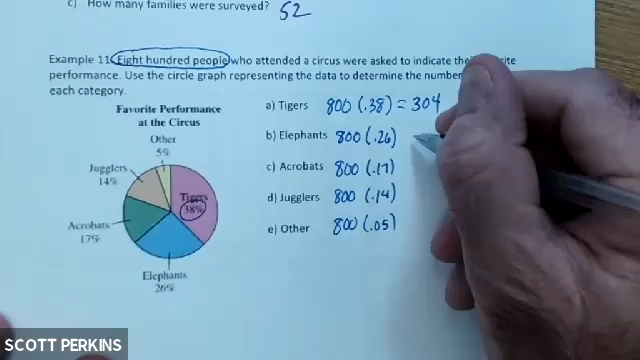 c) How many families were surveyed? 52
Example 11: Eight hundred people who attended a circus were asked to indicate their favorite
performance. Use the circle graph representing the data to determine the number
each category.
Favorite Performance
at the Circus
Other
5%
Jugglers
14%
Tigers
38%
Acrobats
17%
Elephants
26%
a) Tigers 800 (.38) = 304
b) Elephants 800 (.26)
c) Acrobats 800 (.17)
d) Jugglers 800 (.14)
e) Other 800 (.05)
SCOTT PERKINS